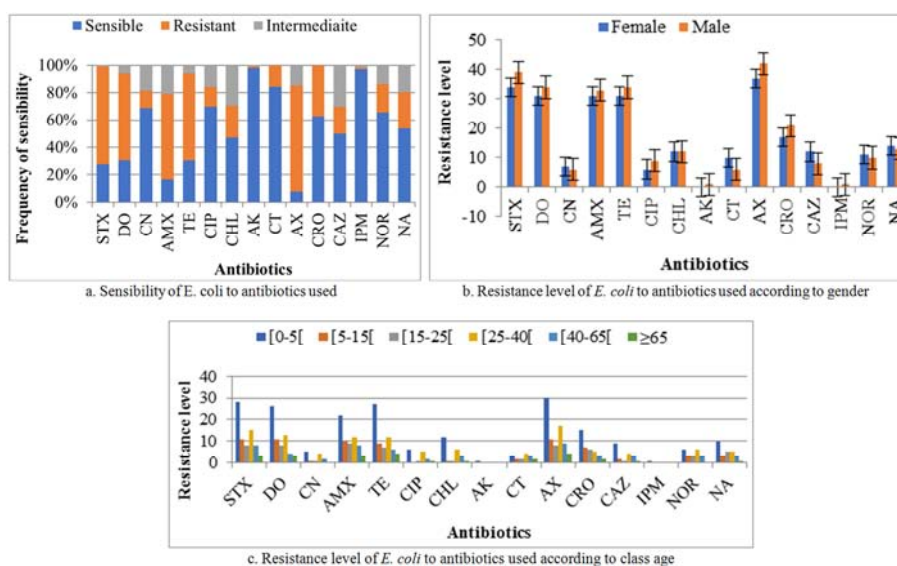 Sensible Resistant Intermediaite
100%
80%
60%
40%
20%
0%
Frequency of sensibility
STX DO CN AMX TE CIP CHL AK CT AX CRO CAZ IPM NOR NA
Antibiotics
a. Sensibility of E. coli to antibiotics used
Female Male
50
40
30
20
10
0
-10
Resistance level
STX DO CN AMX TE CIP CHL AK CT AX CRO CAZ IPM NOR NA
Antibiotics
b. Resistance level of E. coli to antibiotics used according to gender
[0-5[ [5-15[ [15-25[ [25-40[ [40-65[ ≥65
40
30
20
10
0
Resistance level
STX DO CN AMX TE CIP CHL AK CT AX CRO CAZ IPM NOR NA
Antibiotics
c. Resistance level of E. coli to antibiotics used according to class age